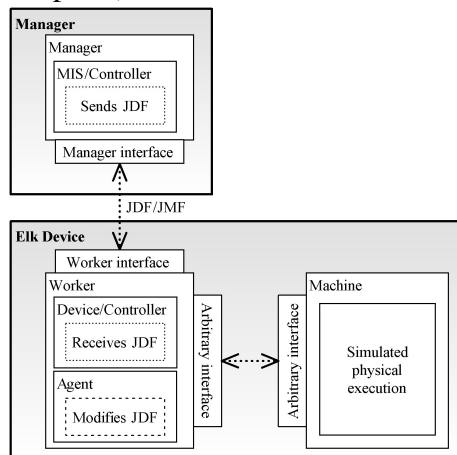 Manager
Manager
MIS/Controller
Sends JDF
Manager interface
JDF/JMF
Elk Device
Worker interface
Worker
Device/Controller
Receives JDF
Agent
Modifies JDF
Arbitrary interface
Arbitrary interface
Machine
Simulated
physical
execution